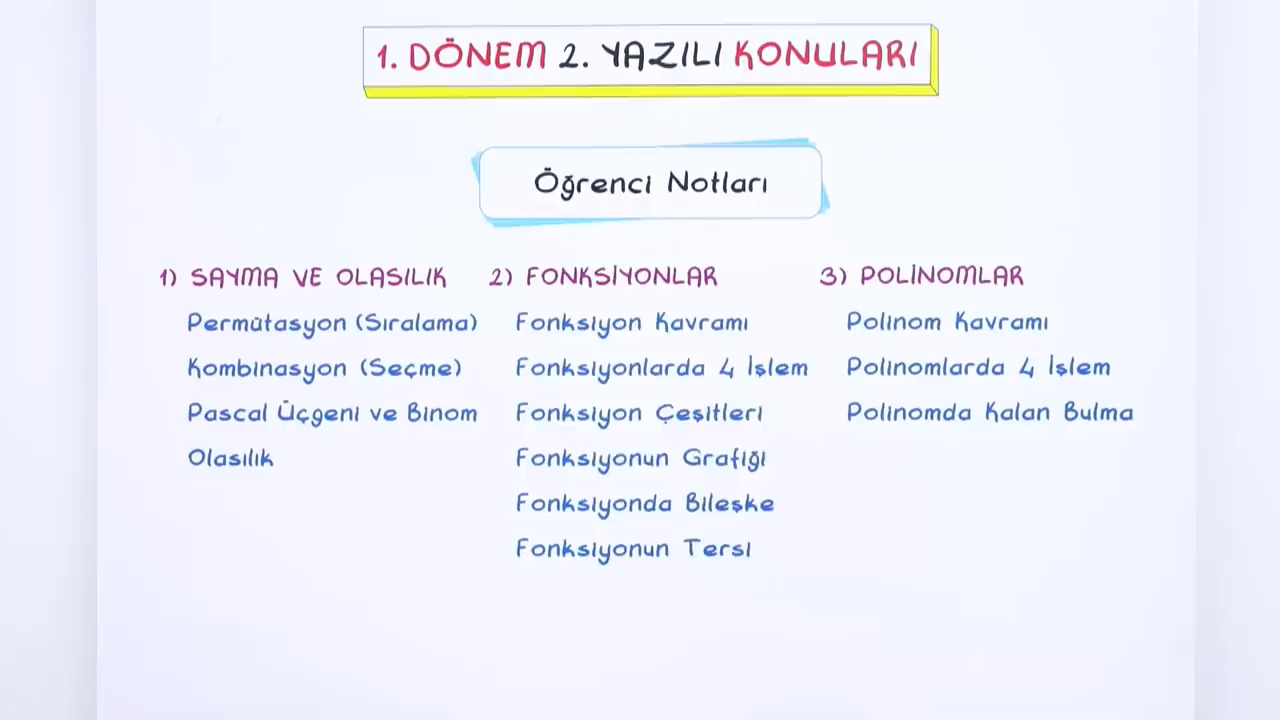 1. DÖNEM 2. YAZILI KONULARI
Öğrenci Notları
1) SAYMA VE OLASILIK
Permütasyon (Sıralama)
Kombinasyon (Seçme)
Pascal Üçgeni ve Binom
Olasılık
2) FONKSİYONLAR
Fonksiyon Kavramı
Fonksiyonlarda 4 İşlem
Fonksiyon Çeşitleri
Fonksiyonun Grafiği
Fonksiyonda Bileşke
Fonksiyonun Tersi
3) POLİNOMLAR
Polinom Kavramı
Polinomlarda 4 İşlem
Polinomda Kalan Bulma